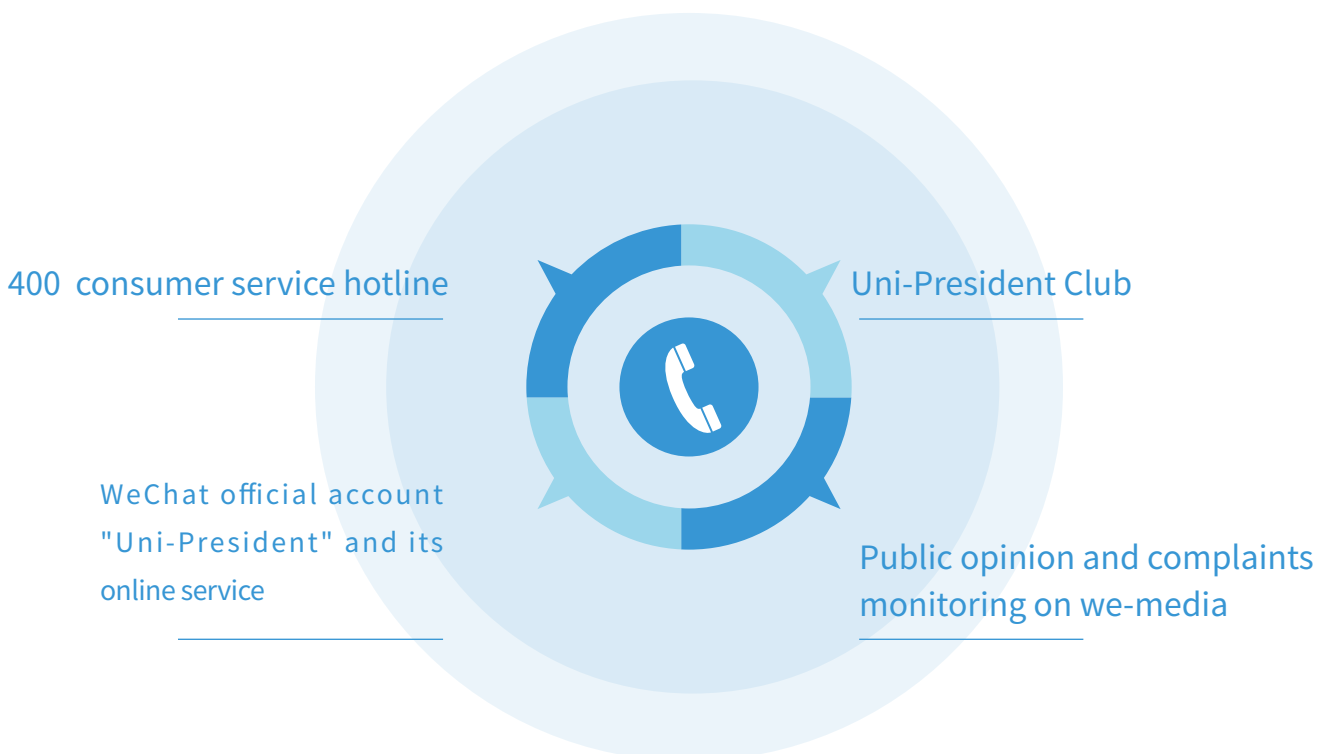 400 consumer service hotline
Uni-President Club
WeChat official account
"Uni-President" and its
online service
Public opinion and complaints
monitoring on we-media